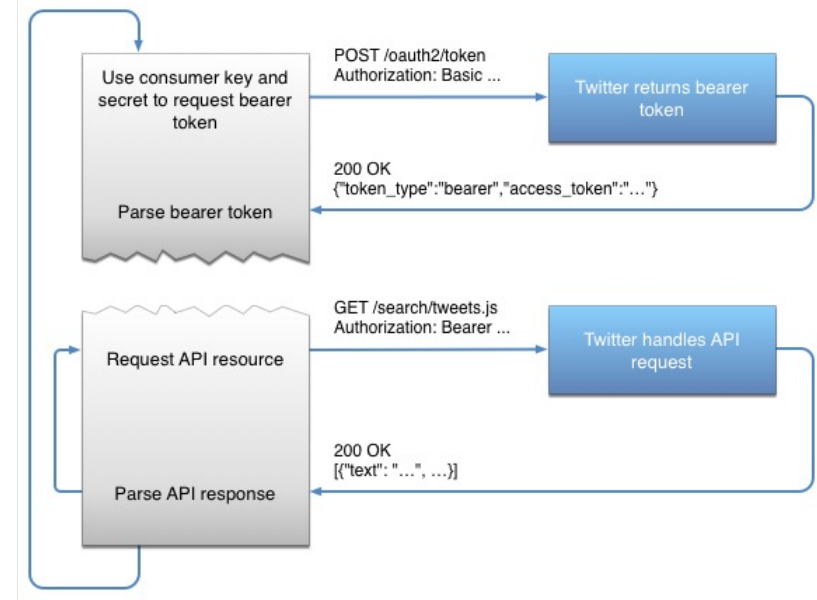 Use consumer key and
secret to request bearer
token
POST /oauth2/token
Authorization: Basic ...
Twitter returns bearer
token
200 OK
{"token_type":"bearer","access_token":"..."}
Parse bearer token
GET /search/tweets.js
Authorization: Bearer ...
Request API resource
Twitter handles API
request
200 OK
[{"text": "...", ...}]
Parse API response